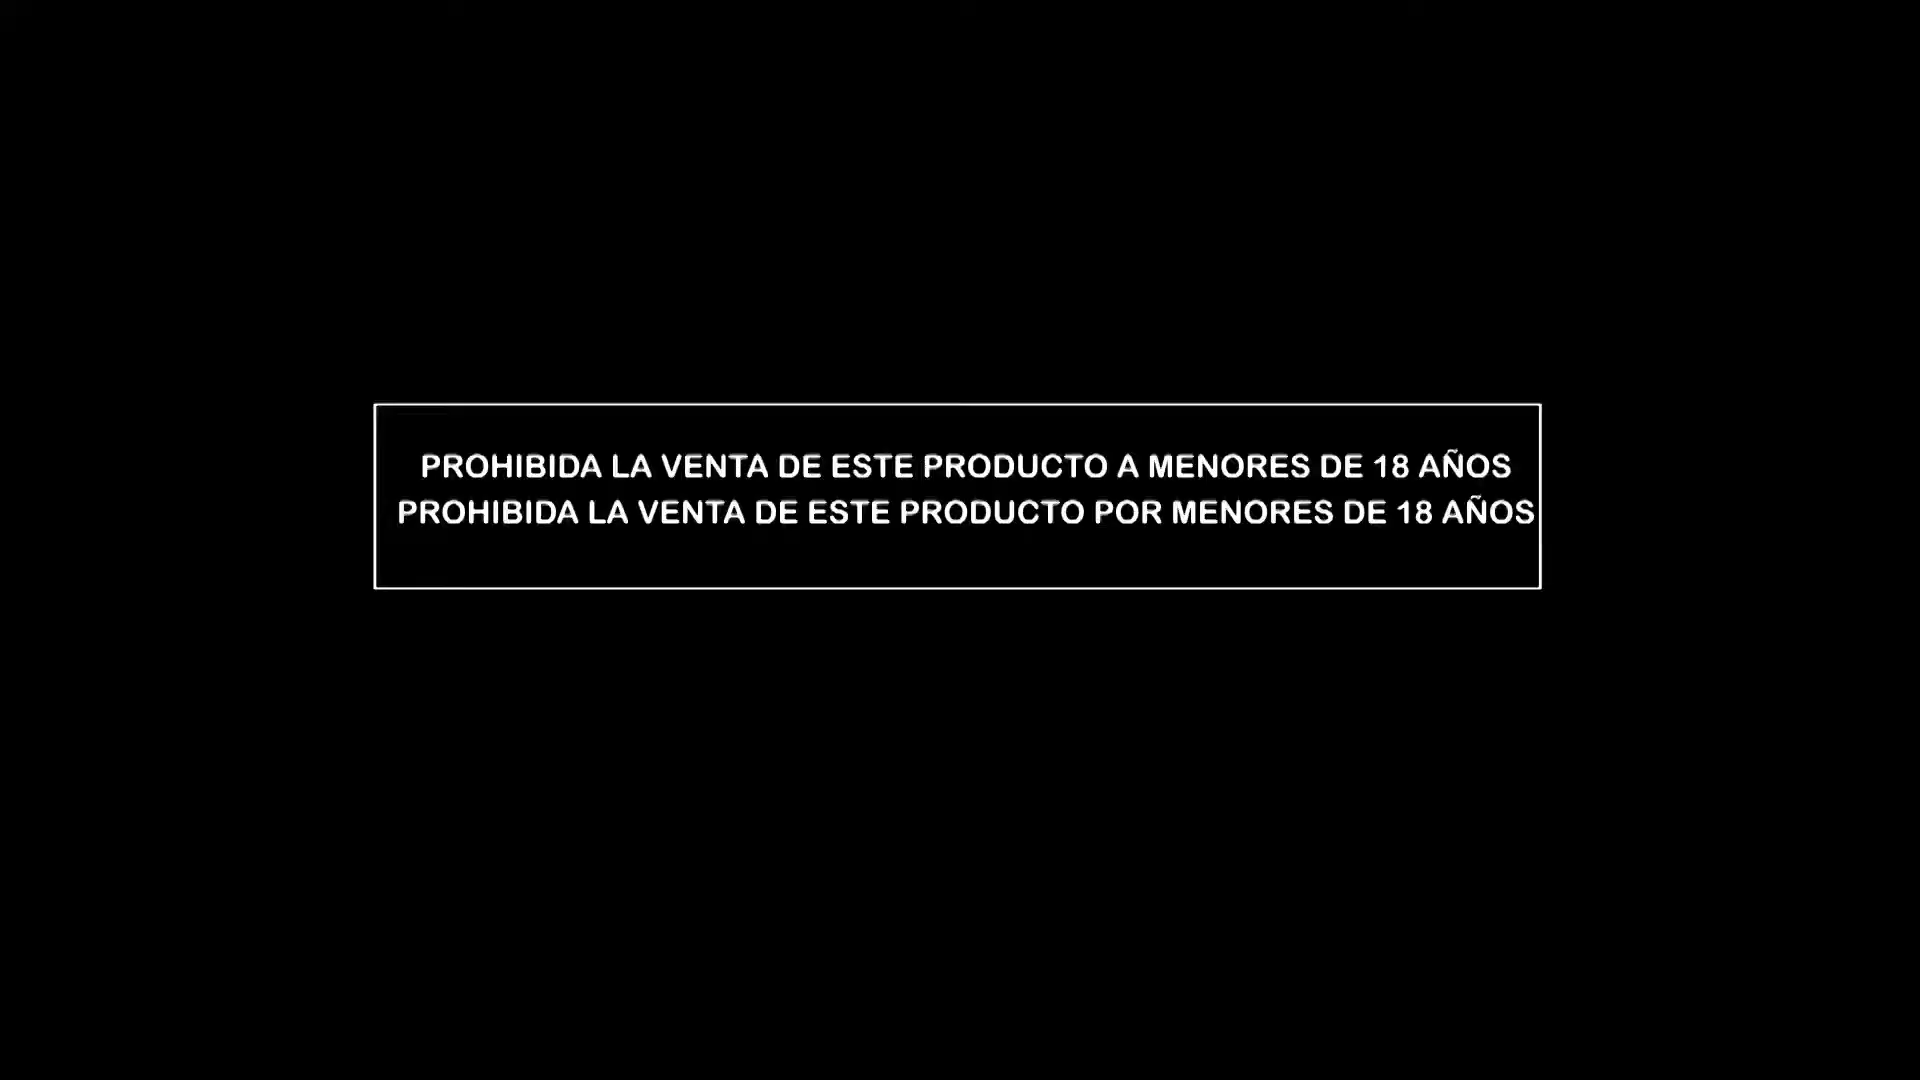 PROHIBIDA LA VENTA DE ESTE PRODUCTO A MENORES DE 18 AÑOS
PROHIBIDA LA VENTA DE ESTE PRODUCTO POR MENORES DE 18 AÑOS